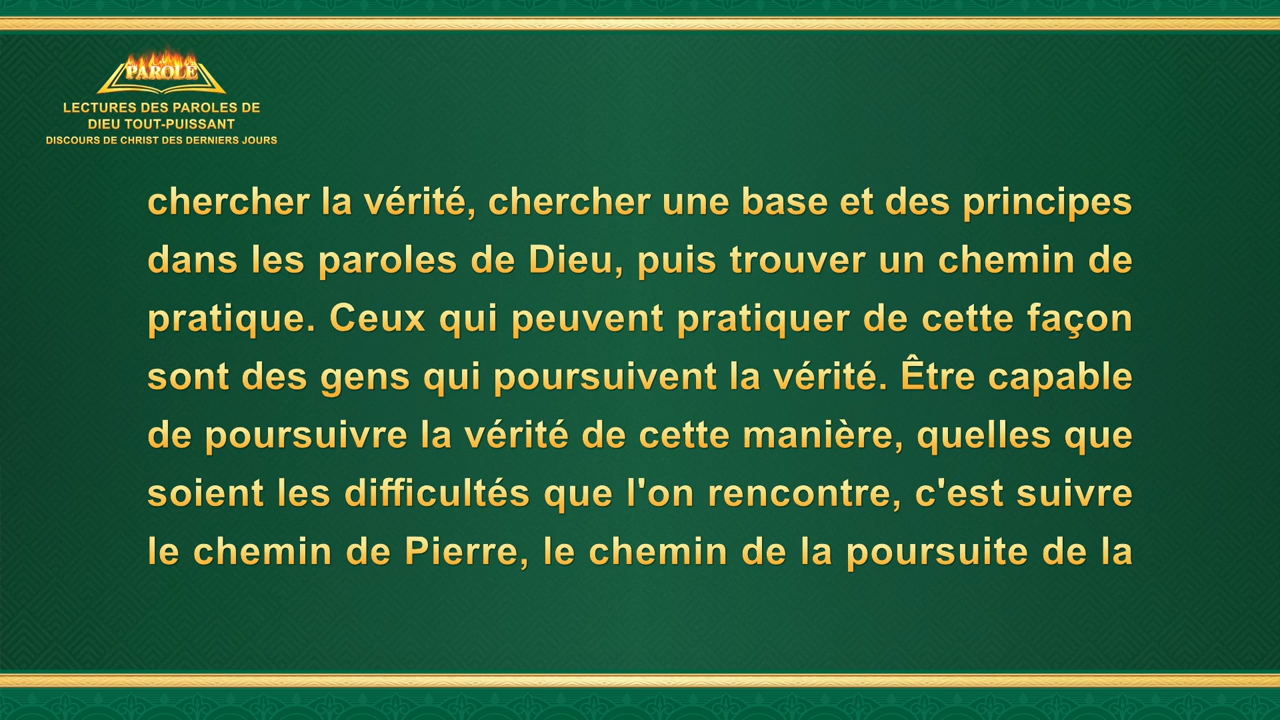 PAROLE
LECTURES DES PAROLES DE
DIEU TOUT-PUISSANT
DISCOURS DE CHRIST DES DERNIERS JOURS
chercher la vérité, chercher une base et des principes
dans les paroles de Dieu, puis trouver un chemin de
pratique. Ceux qui peuvent pratiquer de cette façon
sont des gens qui poursuivent la vérité. Être capable
de poursuivre la vérité de cette manière, quelles que
soient les difficultés que l'on rencontre, c'est suivre
le chemin de Pierre, le chemin de la poursuite de la